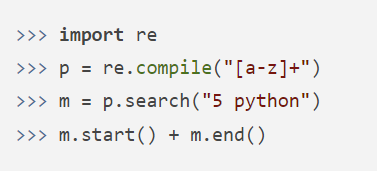 >>> import re
>>> p = re.compile("[a-z]+")
>>> m = p.search("5 python")
>>> m.start() + m.end()